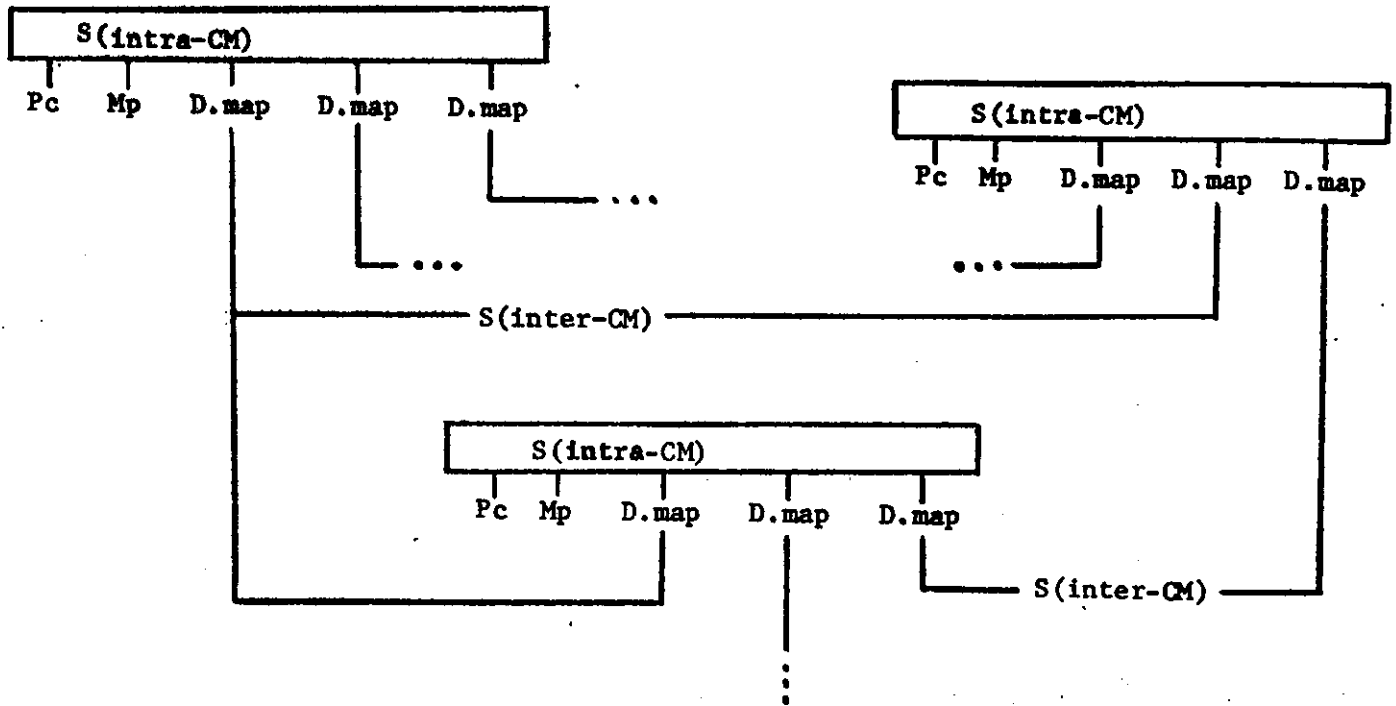 S(intra-CM)
Pc Mp D.map D.map D.map
S(intra-CM)
Pc Mp D.map D.map D.map
...
... ...
S(inter-CM)
S(intra-CM)
Pc Mp D.map D.map D.map
S(inter-CM)
...